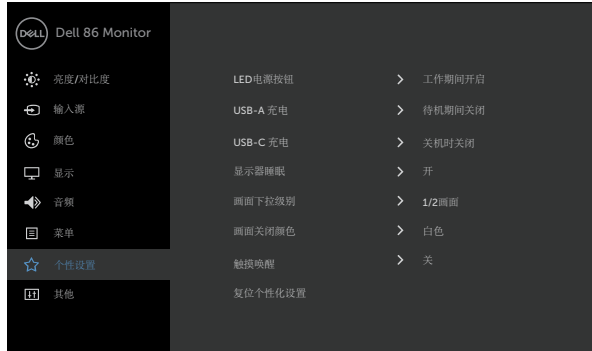 DELL
Dell 86 Monitor
亮度/对比度
输入源
颜色
显示
音频
菜单
个性设置
其他
LED电源按钮 工作期间开启
USB-A 充电 待机期间关闭
USB-C 充电 关机时关闭
显示器睡眠 开
画面下拉级别 1/2画面
画面关闭颜色 白色
触摸唤醒 关
复位个性化设置